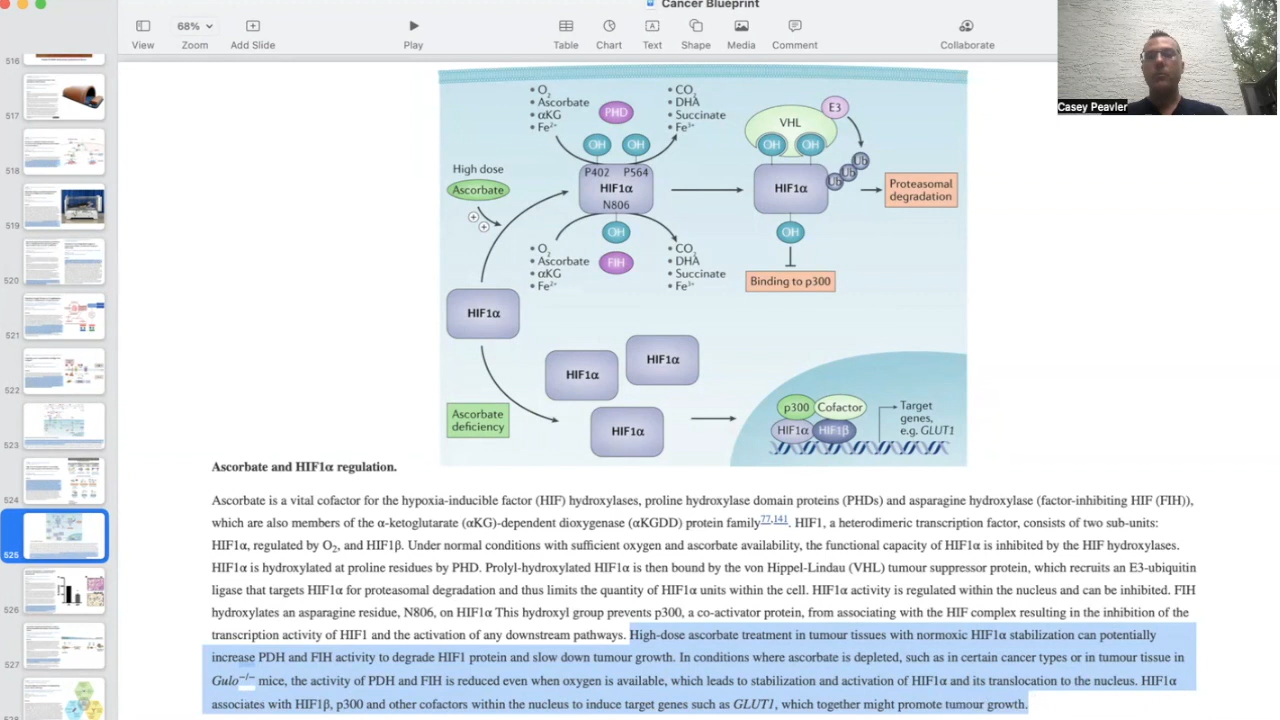 Cancer Blueprint
68%
View
Zoom
Add Slide
Play
Table
Chart
Text
Shape
Media
Comment
Collaborate
Casey Peavler
516
517
518
519
520
521
522
523
524
525
526
527
528
• O2
• Ascorbate
• αKG
• Fe2+
PHD
• CO2
• DHA
• Succinate
• Fe3+
OH OH
P402 P564
HIF1α
N806
OH
FIH
High dose
Ascorbate
+
+
• O2
• Ascorbate
• αKG
• Fe2+
• CO2
• DHA
• Succinate
• Fe3+
VHL
E3
OH OH
HIF1α
Ub
Ub
Ub
OH
Proteasomal
degradation
Binding to p300
HIF1α
HIF1α
HIF1α
HIF1α
Ascorbate
deficiency
p300 Cofactor
HIF1α HIF1β
Target
genes,
e.g. GLUT1
Ascorbate and HIF1α regulation.
Ascorbate is a vital cofactor for the hypoxia-inducible factor (HIF) hydroxylases, proline hydroxylase domain proteins (PHDs) and asparagine hydroxylase (factor-inhibiting HIF (FIH)),
which are also members of the α-ketoglutarate (αKG)-dependent dioxygenase (αKGDD) protein family77,141. HIF1, a heterodimeric transcription factor, consists of two sub-units:
HIF1α, regulated by O2, and HIF1β. Under normal conditions with sufficient oxygen and ascorbate availability, the functional capacity of HIF1α is inhibited by the HIF hydroxylases.
HIF1α is hydroxylated at proline residues by PHD. Prolyl-hydroxylated HIF1α is then bound by the von Hippel-Lindau (VHL) tumour suppressor protein, which recruits an E3-ubiquitin
ligase that targets HIF1α for proteasomal degradation and thus limits the quantity of HIF1α units within the cell. HIF1α activity is regulated within the nucleus and can be inhibited. FIH
hydroxylates an asparagine residue, N806, on HIF1α This hydroxyl group prevents p300, a co-activator protein, from associating with the HIF complex resulting in the inhibition of the
transcription activity of HIF1 and the activation of any downstream pathways. High-dose ascorbate treatment in tumour tissues with normoxic HIF1α stabilization can potentially
increase PDH and FIH activity to degrade HIF1 protein and slow down tumour growth. In conditions where ascorbate is depleted, such as in certain cancer types or in tumour tissue in
Gulo−/− mice, the activity of PDH and FIH is reduced even when oxygen is available, which leads to stabilization and activation of HIF1α and its translocation to the nucleus. HIF1α
associates with HIF1β, p300 and other cofactors within the nucleus to induce target genes such as GLUT1, which together might promote tumour growth.